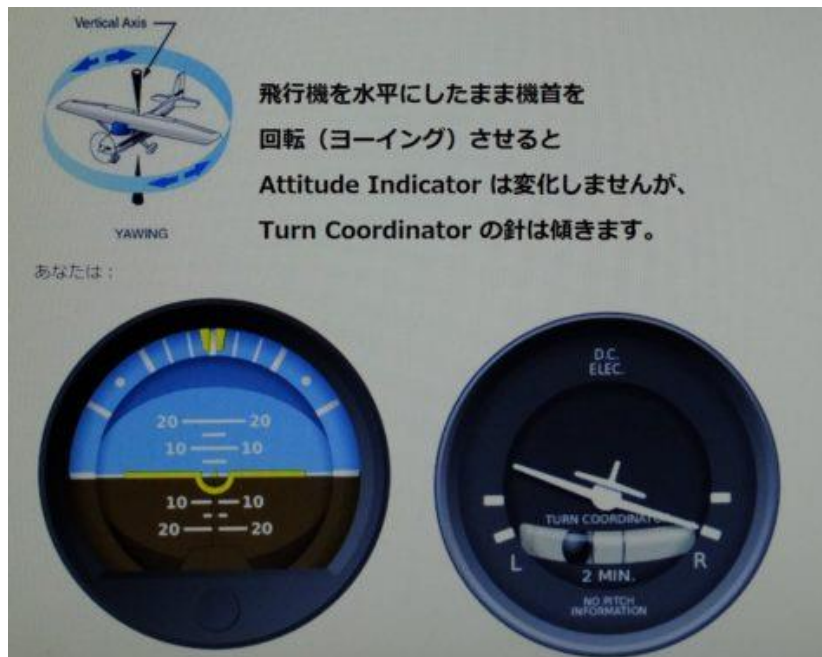 Vertical Axis
飛行機を水平にしたまま機首を
回転（ヨーイング）させると
Attitude Indicator は変化しませんが、
Turn Coordinator の針は傾きます。
YAWING
あなたは：
D.C.
ELEC.
20 20
10 10
10 10
20 20
TURN COORDINATO
L R
2 MIN.
NO PITCH
INFORMATION